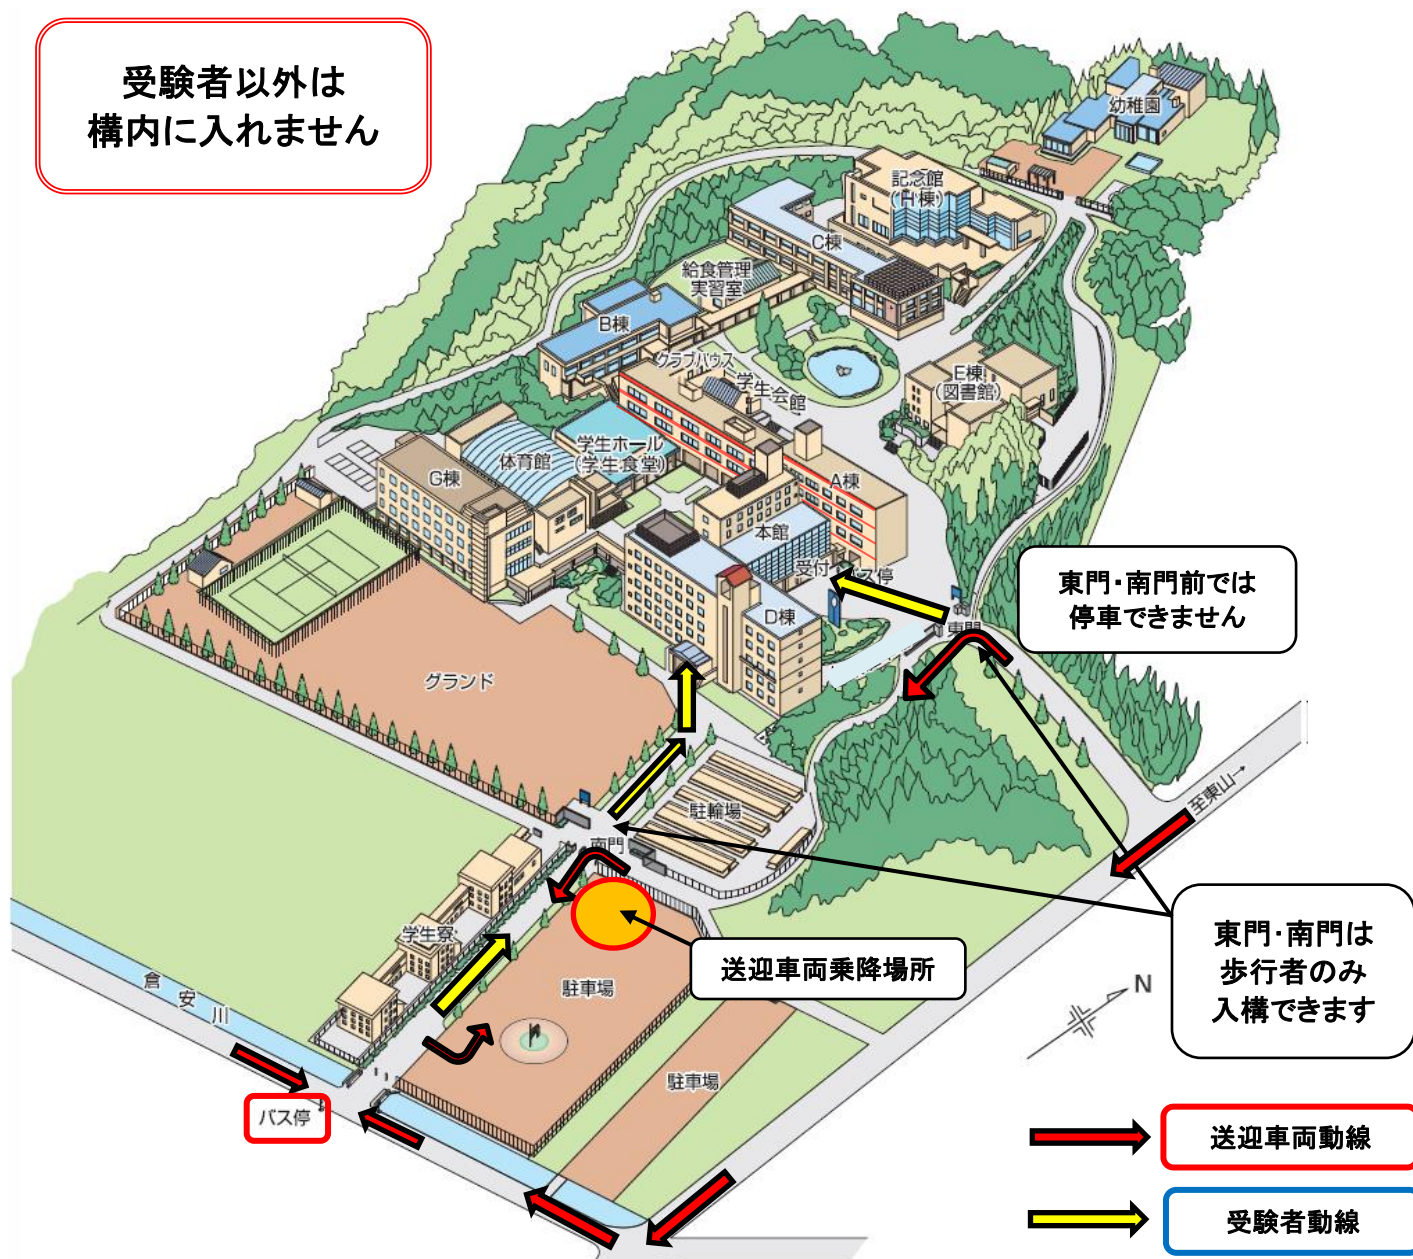 受験者以外は
構内に入れません
幼稚園
記念館
(H棟)
C棟
給食管理
実習室
B棟
クラブハウス
学生会館
E棟
(図書館)
学生ホール
(学生食堂)
体育館
G棟
A棟
本館
受付
バス停
D棟
東門
東門・南門前では
停車できません
グランド
至東山→
駐輪場
南門
学生寮
送迎車両乗降場所
東門・南門は
歩行者のみ
入構できます
駐車場
N
倉安川
駐車場
バス停
送迎車両動線
受験者動線